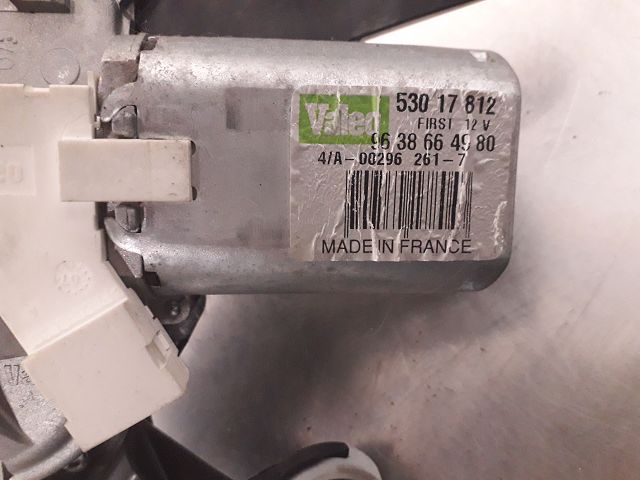 Valeo
530 17 812
FIRST 12 V
96 38 66 49 80
4/A-00296 261-7
MADE IN FRANCE